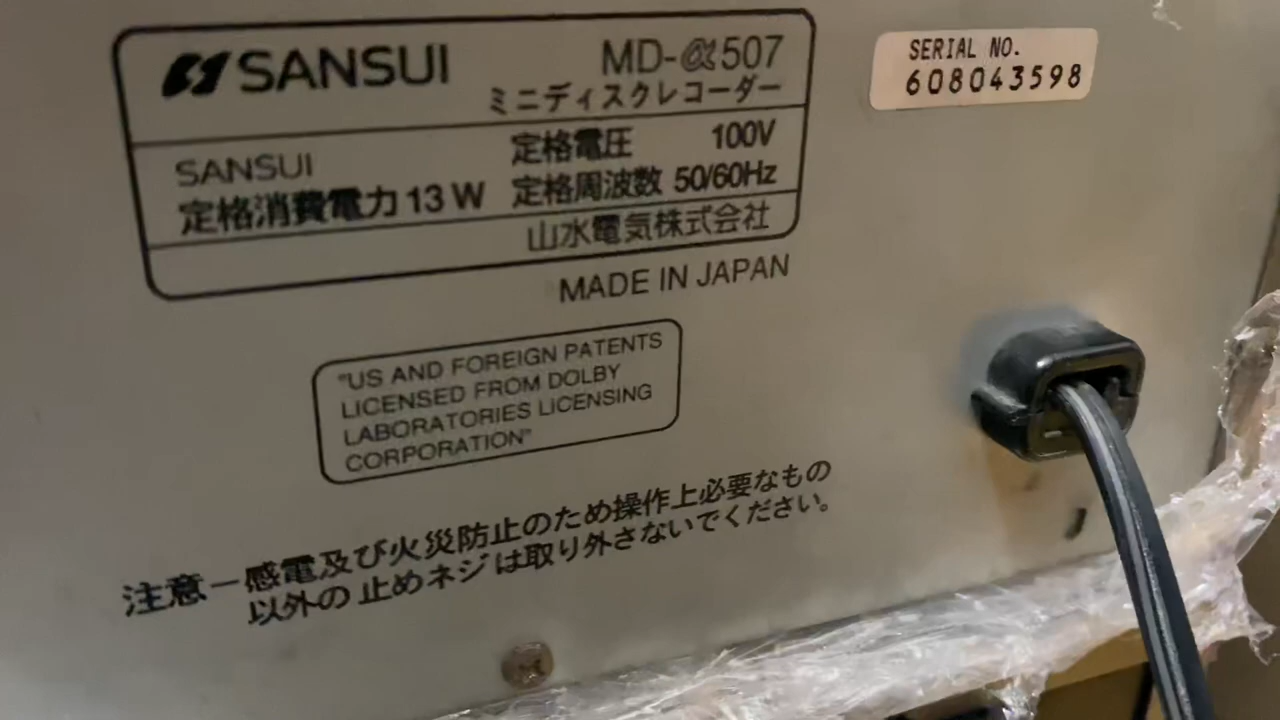 SANSUI MD-α507
ミニディスクレコーダー
SANSUI 定格電圧 100V
定格消費電力 13 W 定格周波数 50/60Hz
山水電気株式会社
MADE IN JAPAN
SERIAL NO.
608043598
"US AND FOREIGN PATENTS
LICENSED FROM DOLBY
LABORATORIES LICENSING
CORPORATION"
注意ー感電及び火災防止のため操作上必要なもの
以外の 止めネジは取り外さないでください。